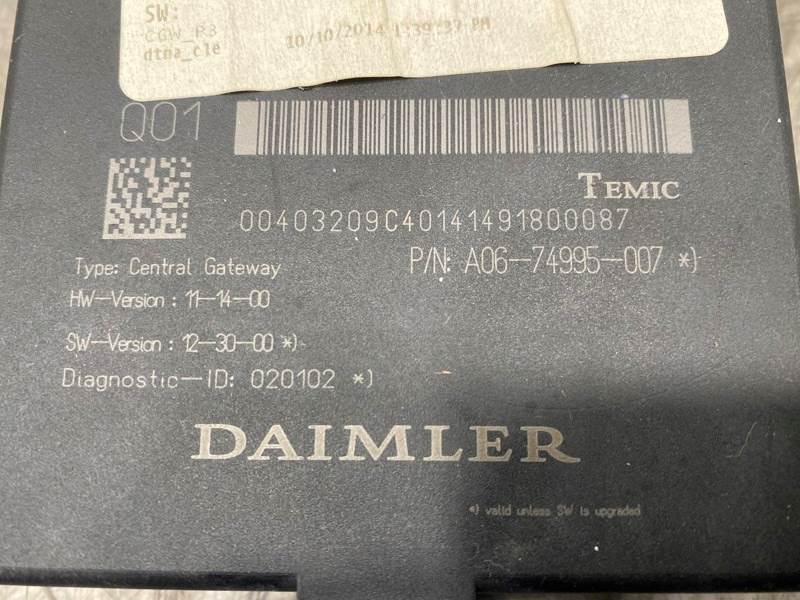 SW:
CGW_P3
dtna_cle
10/10/2014 1:39:37 PM
Q01
TEMIC
00403209C40141491800087
P/N: A06-74995-007 *)
Type: Central Gateway
HW-Version : 11-14-00
SW-Version : 12-30-00 *)
Diagnostic-ID: 020102 *)
DAIMLER
*) valid unless SW is upgraded